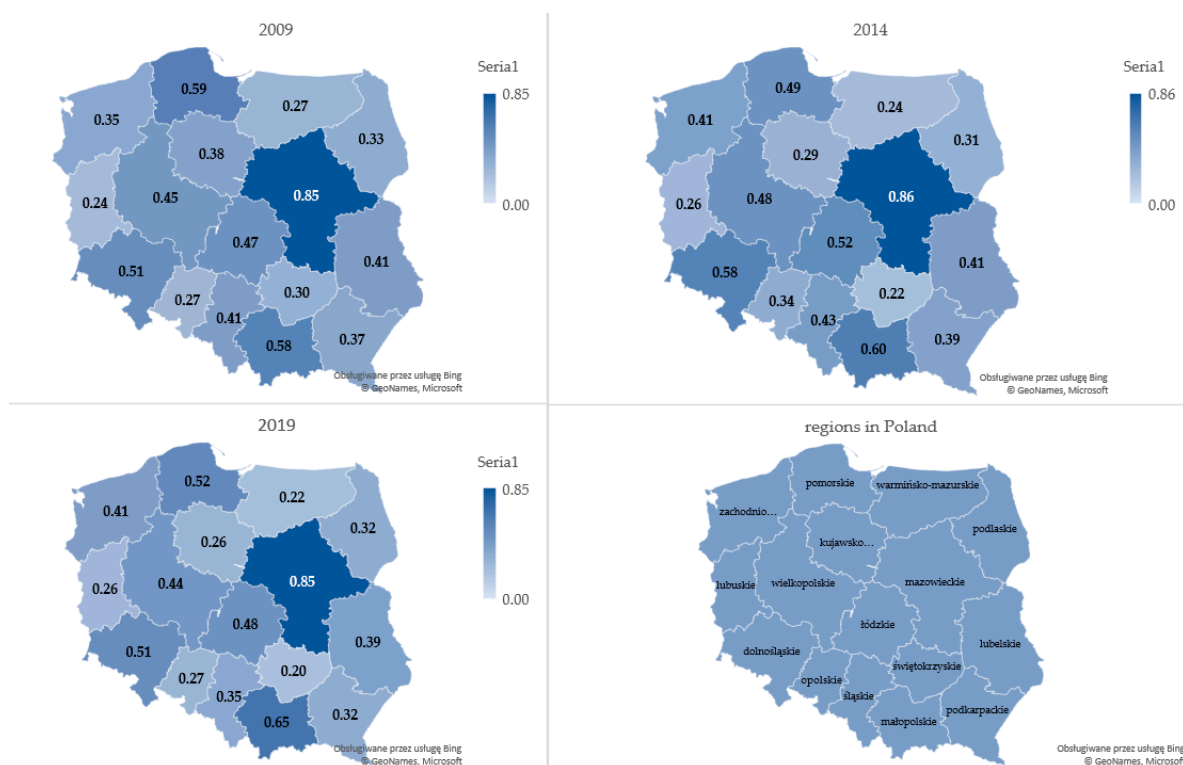 2009
Seria1
0.85
0.00
0.59
0.27
0.35
0.33
0.38
0.85
0.24
0.45
0.47
0.41
0.51
0.30
0.27
0.41
0.37
0.58
Obsługiwane przez usługę Bing
© GeoNames, Microsoft
2014
Seria1
0.86
0.00
0.49
0.24
0.41
0.31
0.29
0.86
0.26
0.48
0.52
0.41
0.58
0.22
0.34
0.43
0.39
0.60
Obsługiwane przez usługę Bing
© GeoNames, Microsoft
2019
Seria1
0.85
0.00
0.52
0.22
0.41
0.32
0.26
0.85
0.26
0.44
0.48
0.39
0.51
0.20
0.27
0.35
0.32
0.65
Obsługiwane przez usługę Bing
© GeoNames, Microsoft
regions in Poland
pomorskie
warmińsko-mazurskie
zachodnio...
podlaskie
kujawsko...
lubuskie
wielkopolskie
mazowieckie
łódzkie
lubelskie
dolnośląskie
świętokrzyskie
opolskie
śląskie
podkarpackie
małopolskie
Obsługiwane przez usługę Bing
© GeoNames, Microsoft